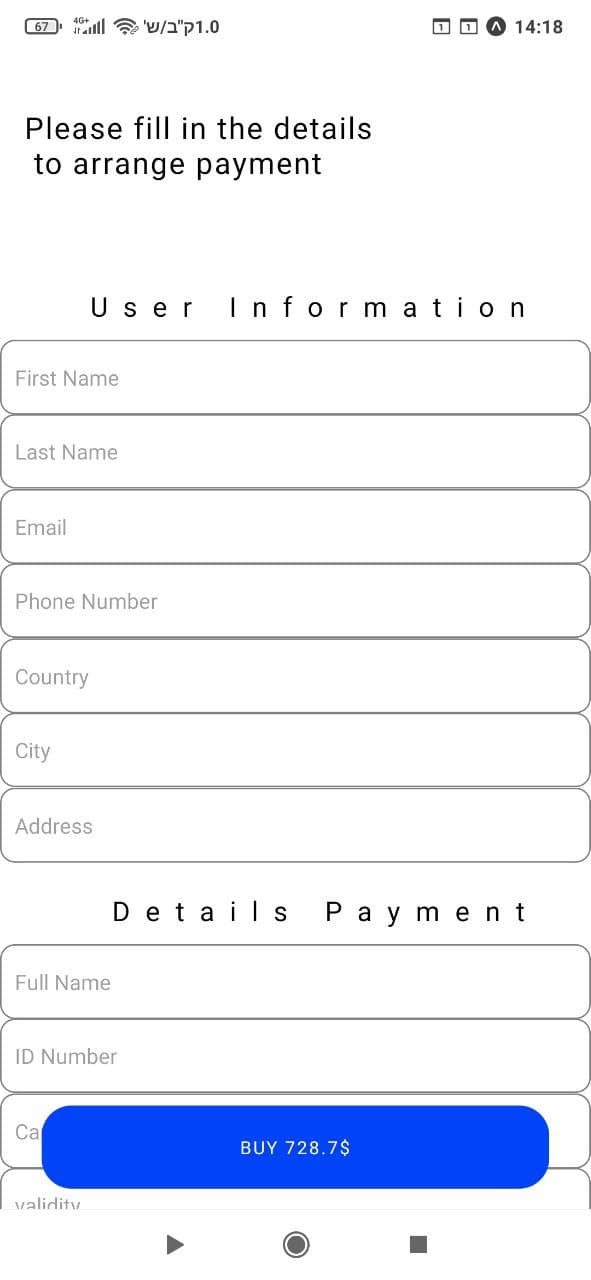 67 4G+ 1.0ק"ב/ש' 1 1 14:18
Please fill in the details
to arrange payment
User Information
First Name
Last Name
Email
Phone Number
Country
City
Address
Details Payment
Full Name
ID Number
Ca
BUY 728.7$
validity